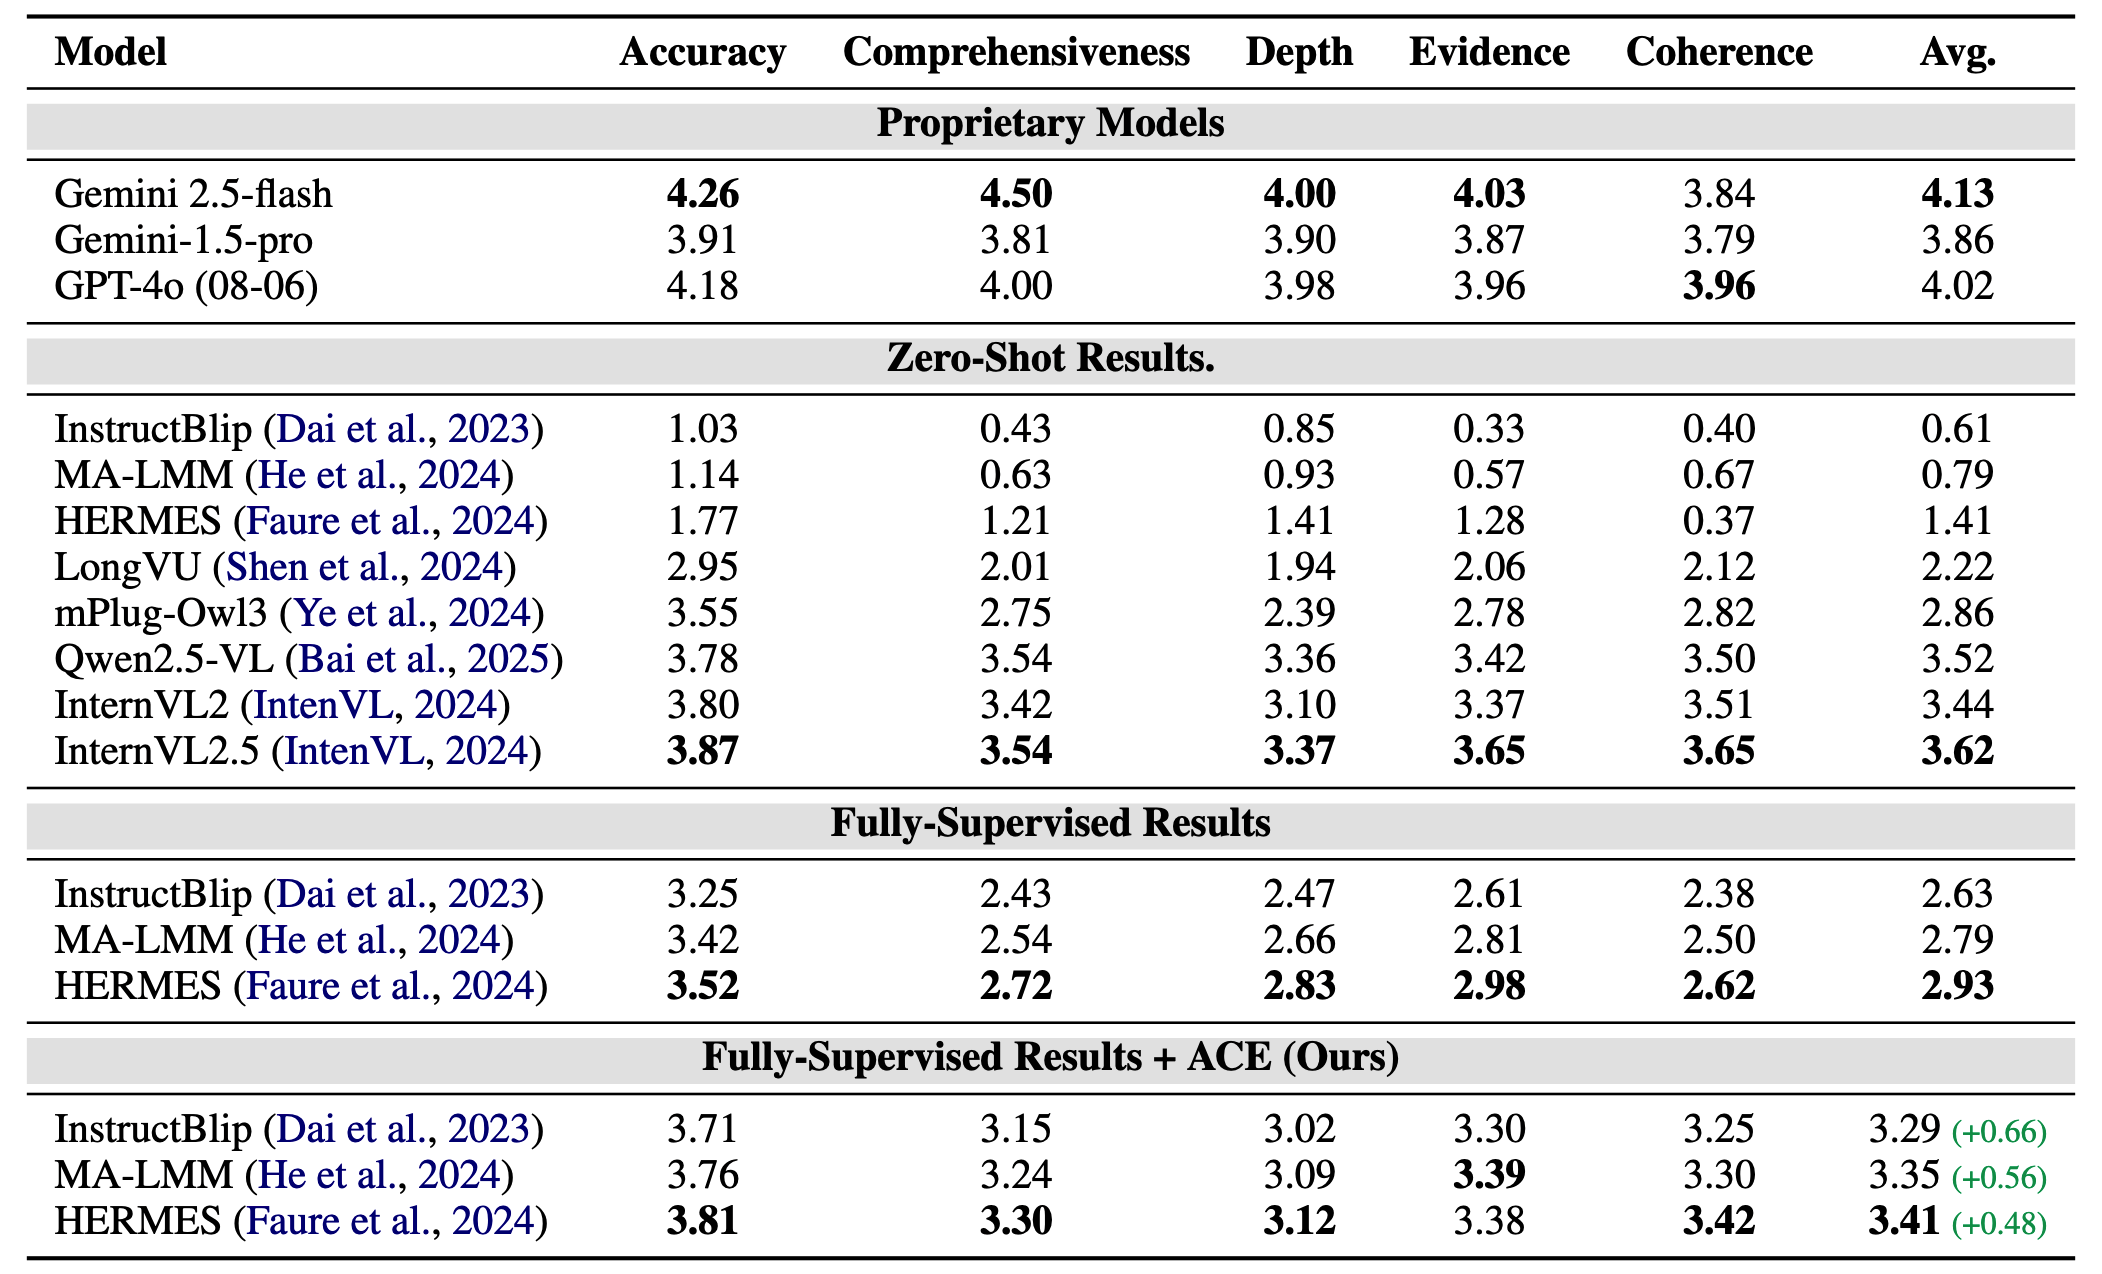 Model Accuracy Comprehensiveness Depth Evidence Coherence Avg.
Proprietary Models
Gemini 2.5-flash 4.26 4.50 4.00 4.03 3.84 4.13
Gemini-1.5-pro 3.91 3.81 3.90 3.87 3.79 3.86
GPT-4o (08-06) 4.18 4.00 3.98 3.96 3.96 4.02
Zero-Shot Results.
InstructBlip (Dai et al., 2023) 1.03 0.43 0.85 0.33 0.40 0.61
MA-LMM (He et al., 2024) 1.14 0.63 0.93 0.57 0.67 0.79
HERMES (Faure et al., 2024) 1.77 1.21 1.41 1.28 0.37 1.41
LongVU (Shen et al., 2024) 2.95 2.01 1.94 2.06 2.12 2.22
mPlug-Owl3 (Ye et al., 2024) 3.55 2.75 2.39 2.78 2.82 2.86
Qwen2.5-VL (Bai et al., 2025) 3.78 3.54 3.36 3.42 3.50 3.52
InternVL2 (IntenVL, 2024) 3.80 3.42 3.10 3.37 3.51 3.44
InternVL2.5 (IntenVL, 2024) 3.87 3.54 3.37 3.65 3.65 3.62
Fully-Supervised Results
InstructBlip (Dai et al., 2023) 3.25 2.43 2.47 2.61 2.38 2.63
MA-LMM (He et al., 2024) 3.42 2.54 2.66 2.81 2.50 2.79
HERMES (Faure et al., 2024) 3.52 2.72 2.83 2.98 2.62 2.93
Fully-Supervised Results + ACE (Ours)
InstructBlip (Dai et al., 2023) 3.71 3.15 3.02 3.30 3.25 3.29 (+0.66)
MA-LMM (He et al., 2024) 3.76 3.24 3.09 3.39 3.30 3.35 (+0.56)
HERMES (Faure et al., 2024) 3.81 3.30 3.12 3.38 3.42 3.41 (+0.48)